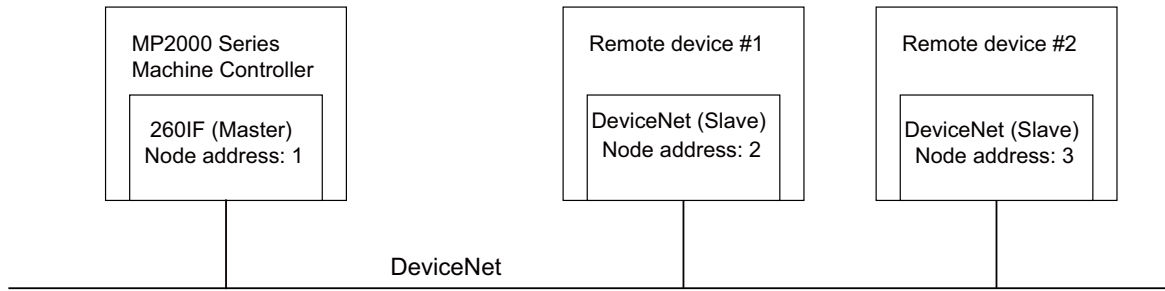 MP2000 Series
Machine Controller
260IF (Master)
Node address: 1
Remote device #1
DeviceNet (Slave)
Node address: 2
Remote device #2
DeviceNet (Slave)
Node address: 3
DeviceNet